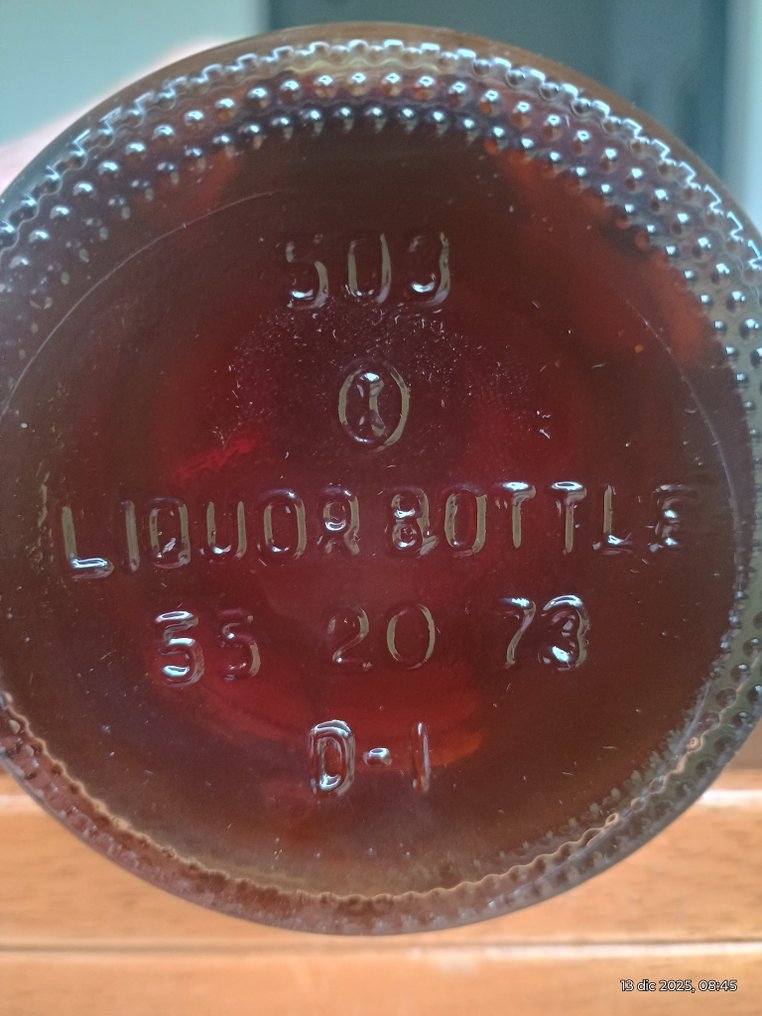 503
LIQUOR BOTTLE
55 20 73
D-1
13 dic 2025, 08:45